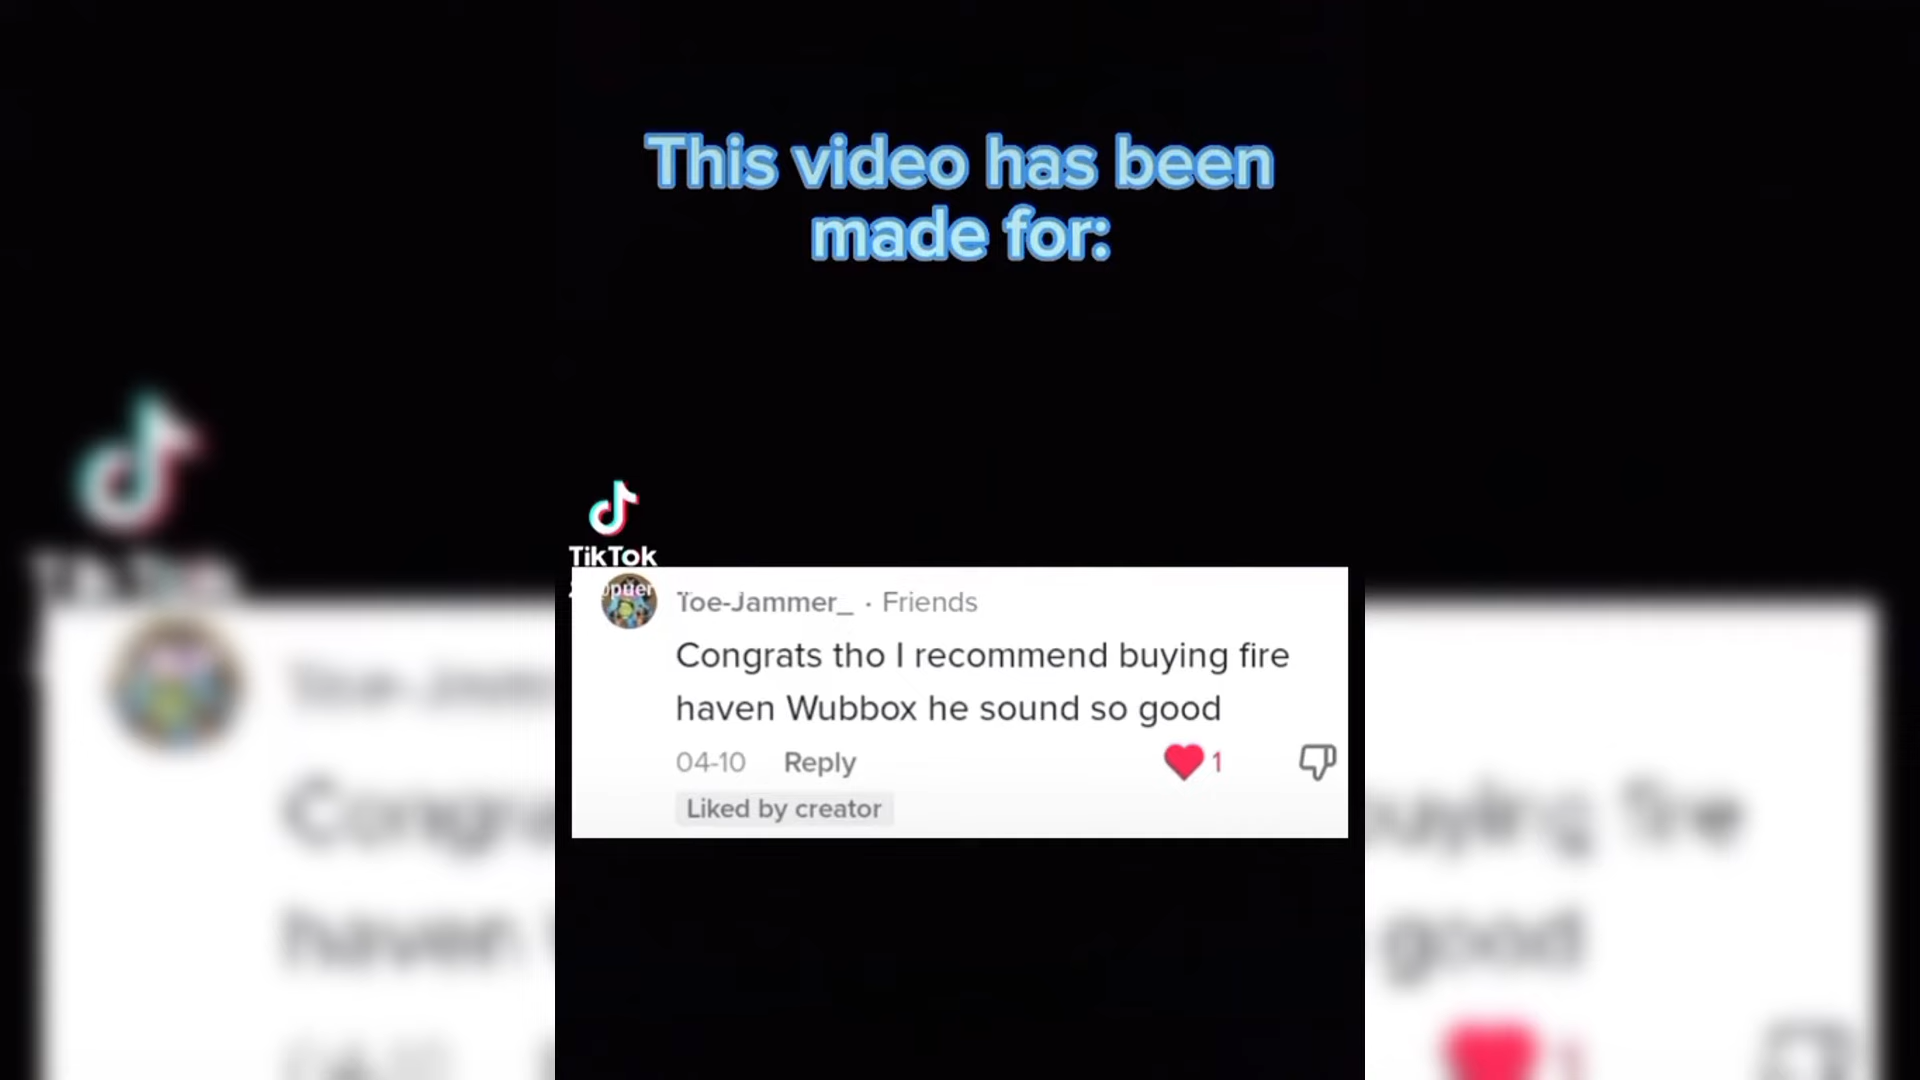 This video has been
made for:
TikTok
Toe-Jammer_ · Friends
Congrats tho I recommend buying fire
haven Wubbox he sound so good
04-10 Reply 1
Liked by creator